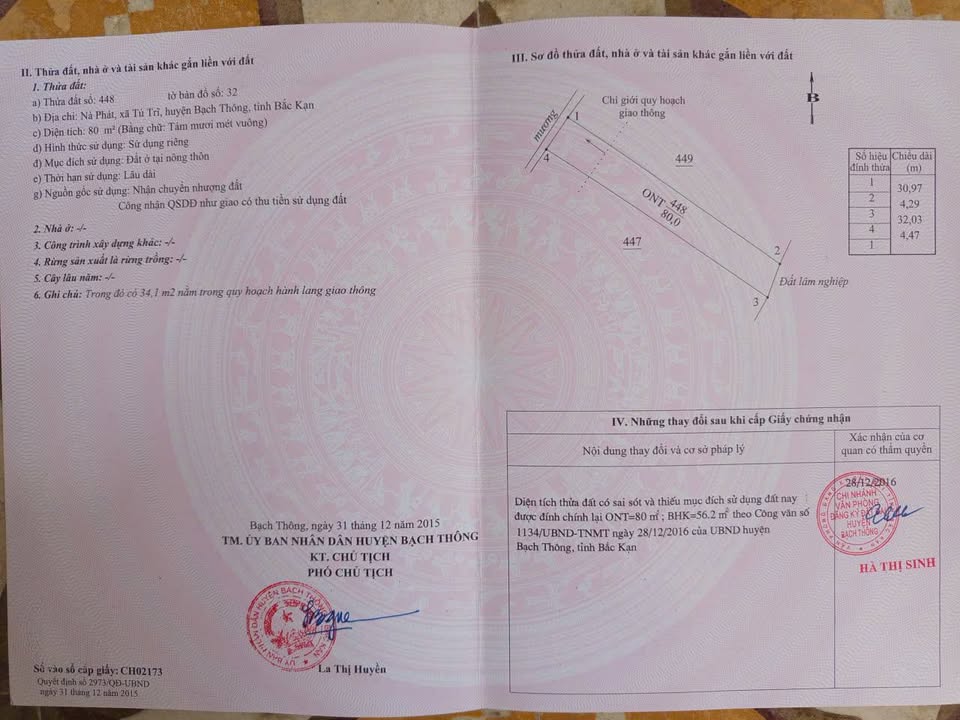 II. Thửa đất, nhà ở và tài sản khác gắn liền với đất
1. Thửa đất:
a) Thửa đất số: 448 tờ bản đồ số: 32
b) Địa chỉ: Nà Phát, xã Tú Trĩ, huyện Bạch Thông, tỉnh Bắc Kạn
c) Diện tích: 80 m² (Bằng chữ: Tám mươi mét vuông)
d) Hình thức sử dụng: Sử dụng riêng
đ) Mục đích sử dụng: Đất ở tại nông thôn
e) Thời hạn sử dụng: Lâu dài
g) Nguồn gốc sử dụng: Nhận chuyển nhượng đất
Công nhận QSDĐ như giao có thu tiền sử dụng đất
2. Nhà ở: -/-
3. Công trình xây dựng khác: -/-
4. Rừng sản xuất là rừng trồng: -/-
5. Cây lâu năm: -/-
6. Ghi chú: Trong đó có 34,1 m2 nằm trong quy hoạch hành lang giao thông
Bạch Thông, ngày 31 tháng 12 năm 2015
TM. ỦY BAN NHÂN DÂN HUYỆN BẠCH THÔNG
KT. CHỦ TỊCH
PHÓ CHỦ TỊCH
La Thị Huyền
Số vào sổ cấp giấy: CH02173
Quyết định số 2973/QĐ-UBND
ngày 31 tháng 12 năm 2015.
III. Sơ đồ thửa đất, nhà ở và tài sản khác gắn liền với đất
B
Chỉ giới quy hoạch
giao thông
mương
1
4
449
448
ONT 80,0
447
2
3
Đất lâm nghiệp
Số hiệu đỉnh thửa Chiều dài (m)
1
30,97
2
4,29
3
32,03
4
4,47
1
IV. Những thay đổi sau khi cấp Giấy chứng nhận
Nội dung thay đổi và cơ sở pháp lý
Xác nhận của cơ
quan có thẩm quyền
Diện tích thửa đất có sai sót và thiếu mục đích sử dụng đất nay
được đính chính lại ONT=80 m²; BHK=56.2 m² theo Công văn số
1134/UBND-TNMT ngày 28/12/2016 của UBND huyện
Bạch Thông, tỉnh Bắc Kạn
28/12/2016
CHI NHÁNH
VĂN PHÒNG
ĐĂNG KÝ ĐẤT
HUYỆN
BẠCH THÔNG
HÀ THỊ SINH